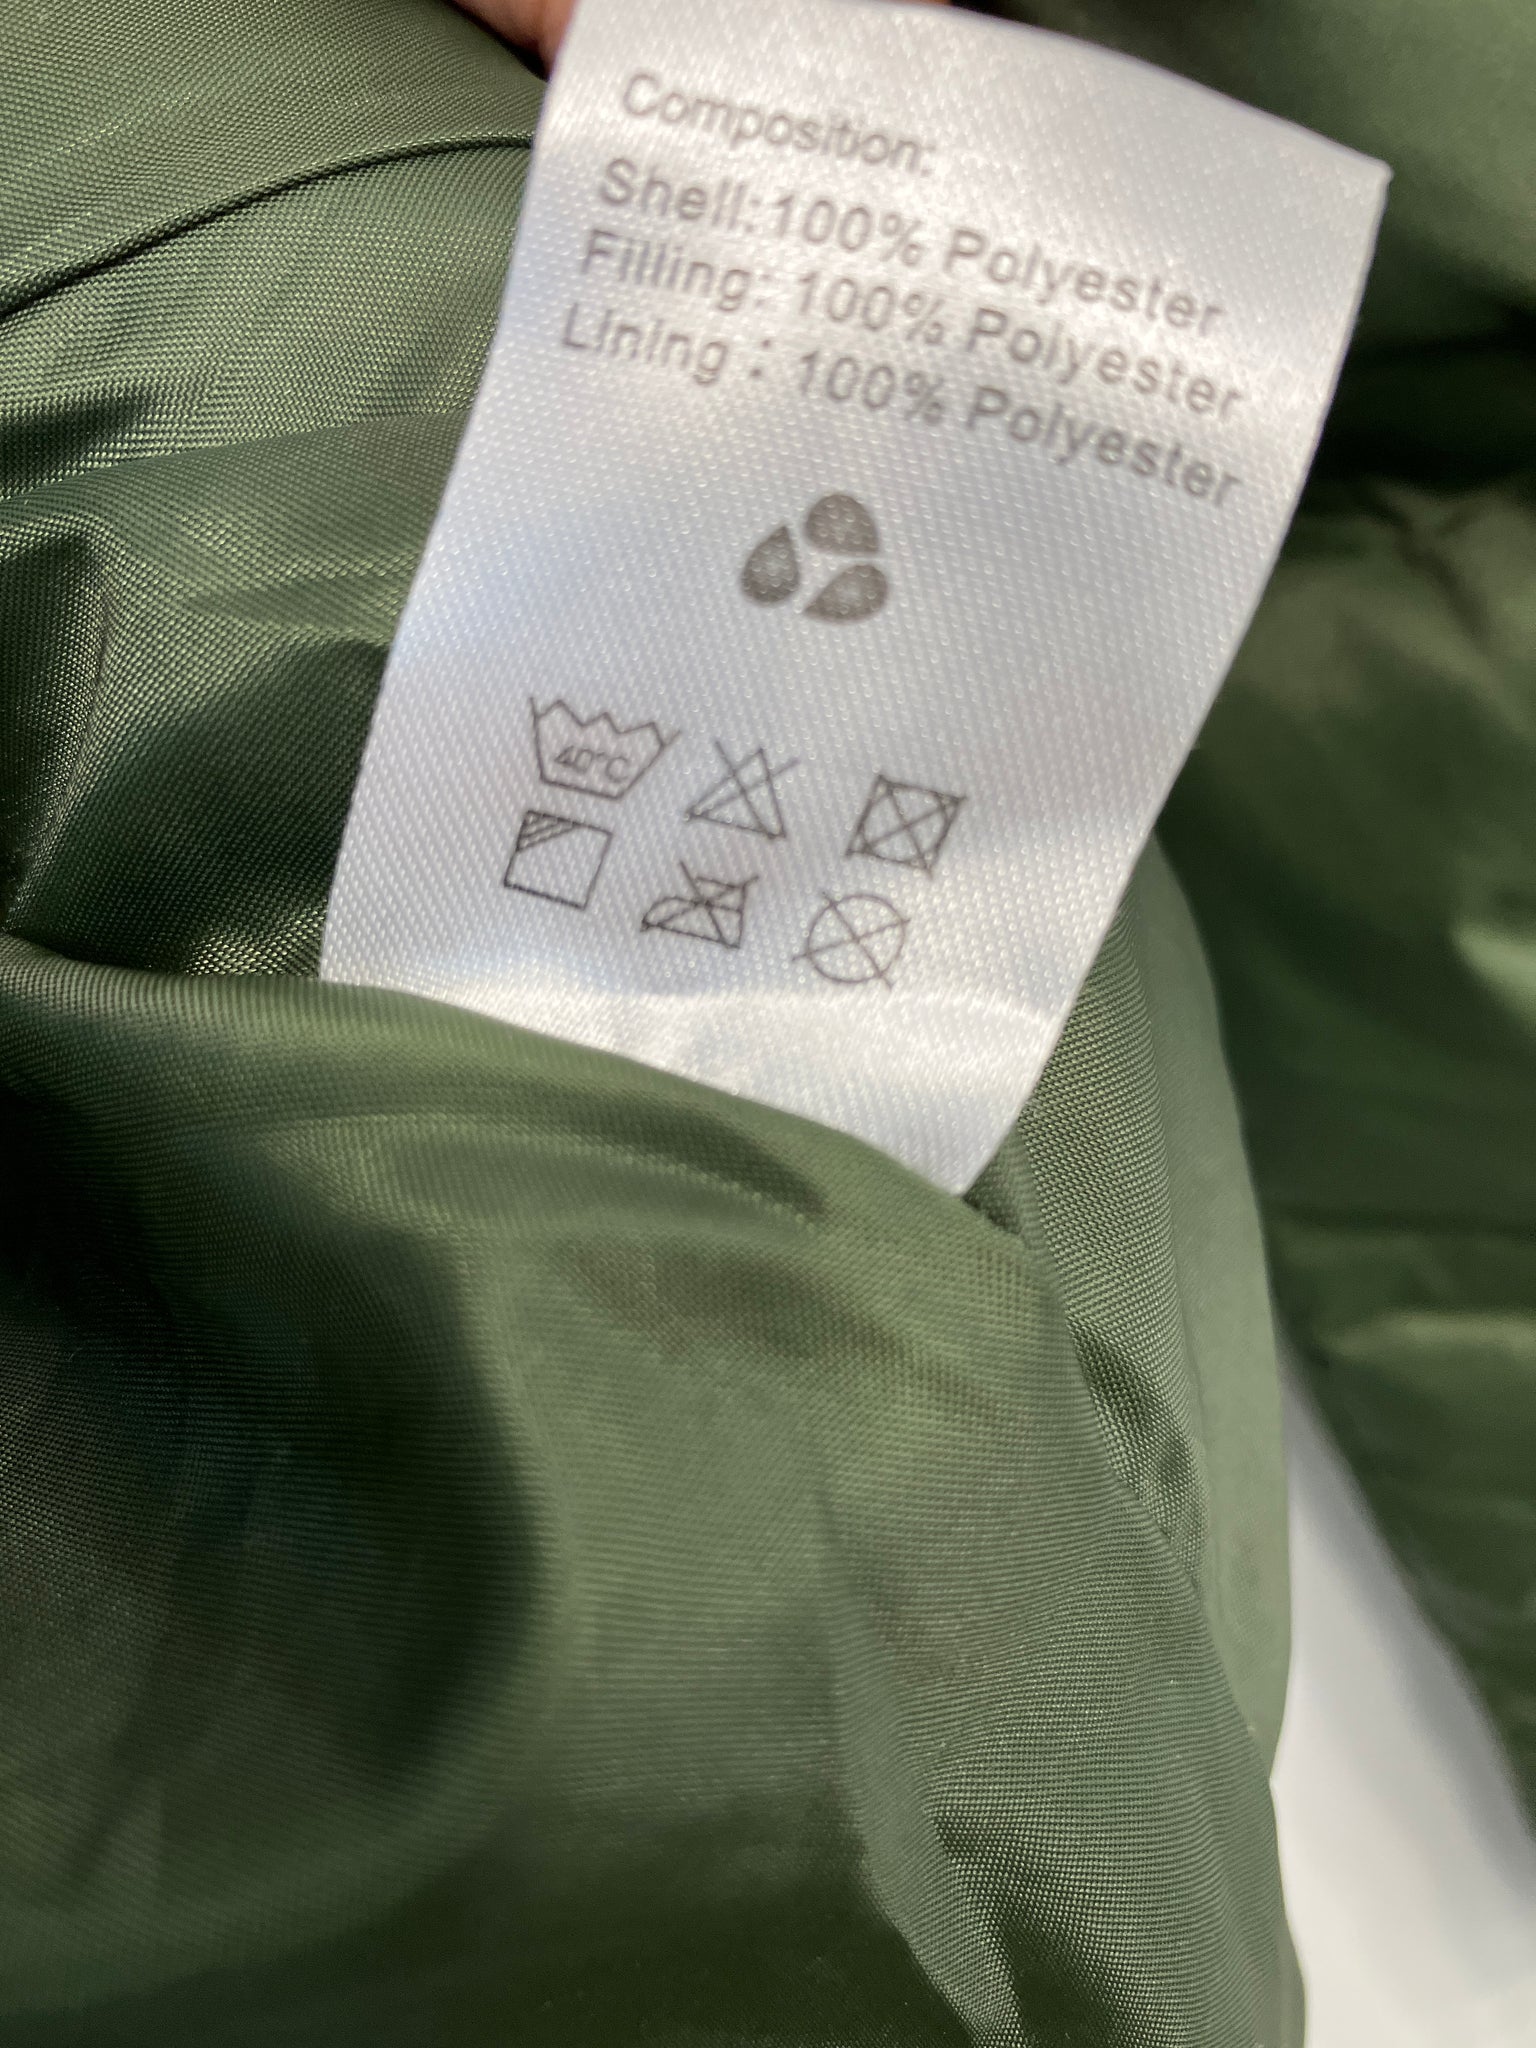 Composition:
Shell:100% Polyester
Filling: 100% Polyester
Lining : 100% Polyester
40°C